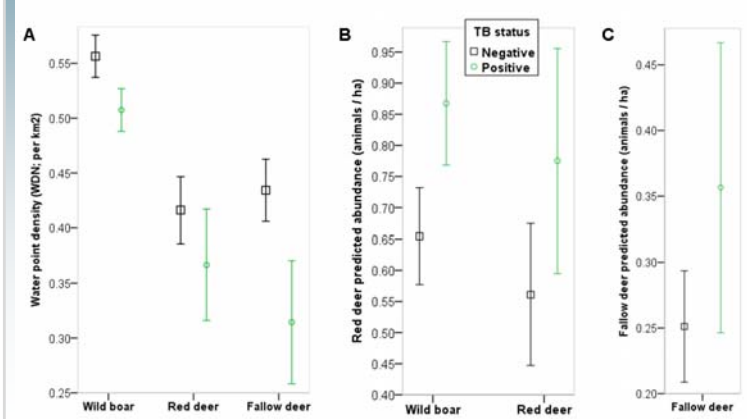 A
Water point density (WDN; per km2)
0.55
0.50
0.45
0.40
0.35
0.30
0.25
Wild boar
Red deer
Fallow deer
B
TB status
Negative
Positive
Red deer predicted abundance (animals / ha)
0.95
0.90
0.85
0.80
0.75
0.70
0.65
0.60
0.55
0.50
0.45
0.40
Wild boar
Red deer
C
Fallow deer predicted abundance (animals / ha)
0.45
0.40
0.35
0.30
0.25
0.20
Fallow deer